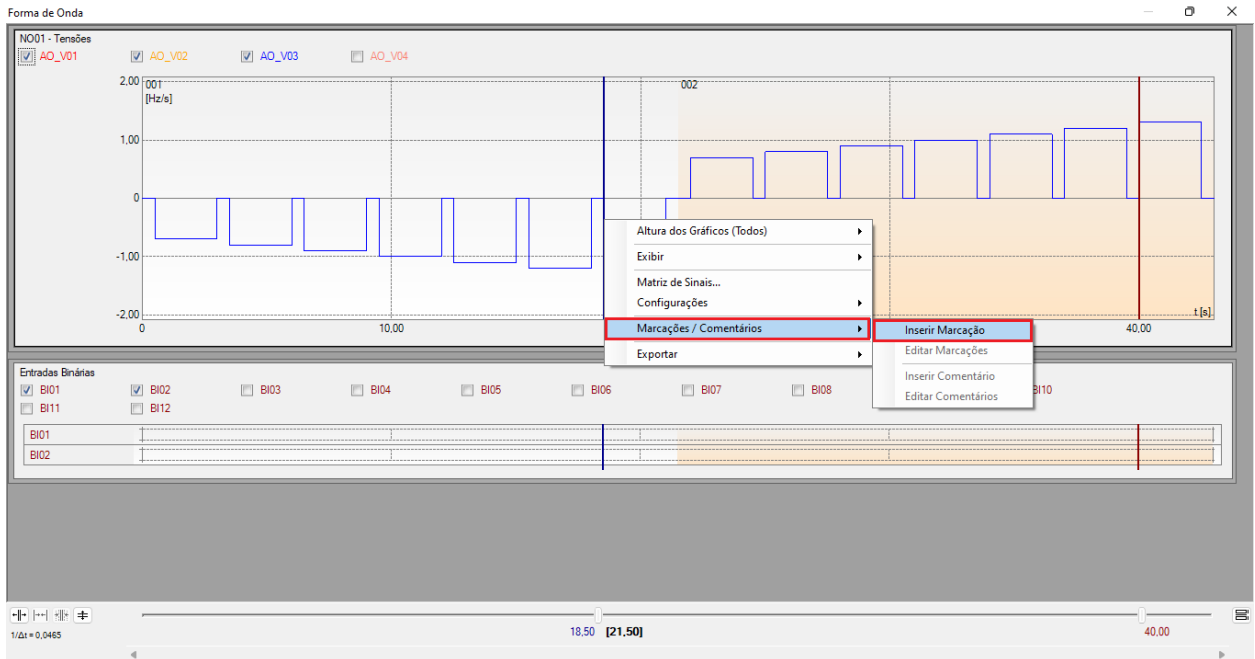 Forma de Onda
NO01 - Tensões
AO_V01 AO_V02 AO_V03 AO_V04
2,00 001 002
[Hz/s]
1,00
0
-1,00
-2,00 t [s]
0 10,00 40,00
Altura dos Gráficos (Todos)
Exibir
Matriz de Sinais...
Configurações
Marcações / Comentários
Exportar
Inserir Marcação
Editar Marcações
Inserir Comentário
Editar Comentários
Entradas Binárias
BI01 BI02 BI03 BI04 BI05 BI06 BI07 BI08 BI10
BI11 BI12
BI01
BI02
1/Δt = 0,0465
18,50 [21,50] 40,00